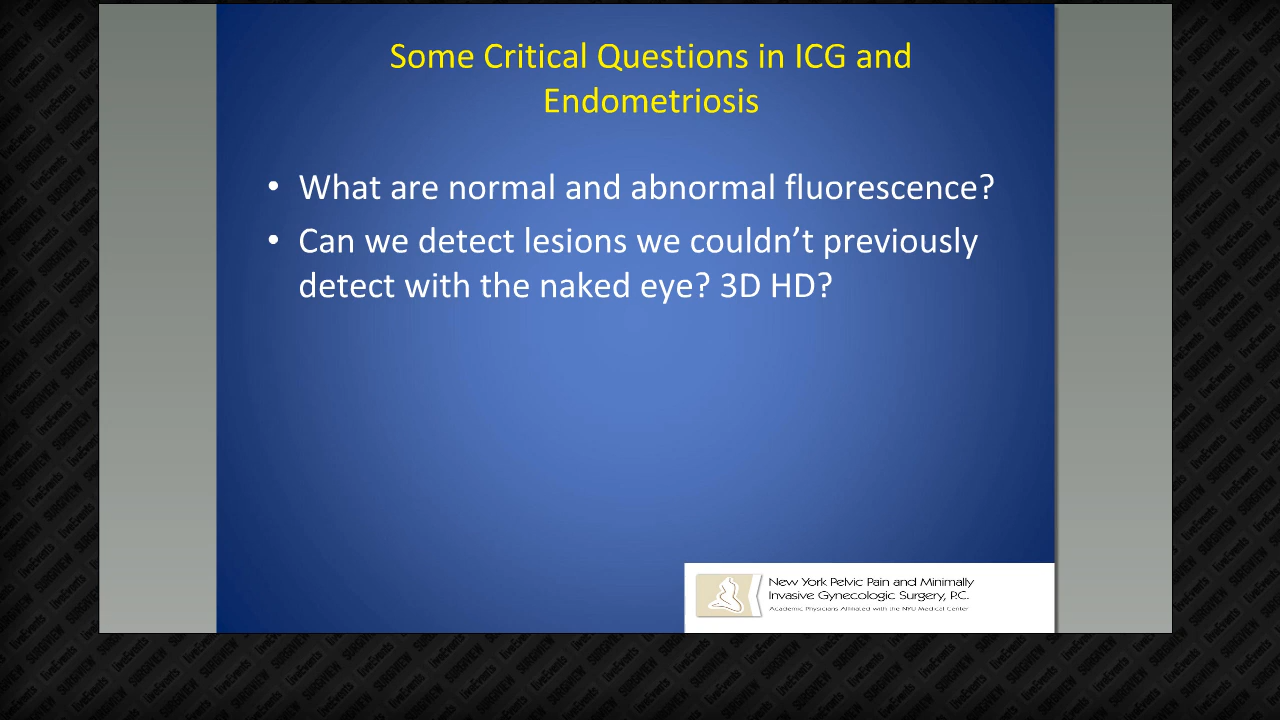 Some Critical Questions in ICG and
Endometriosis
• What are normal and abnormal fluorescence?
• Can we detect lesions we couldn’t previously
detect with the naked eye? 3D HD?
New York Pelvic Pain and Minimally
Invasive Gynecologic Surgery, P.C.
Academic Physicians Affiliated with the NYU Medical Center
liveEvents
SURGVIEW